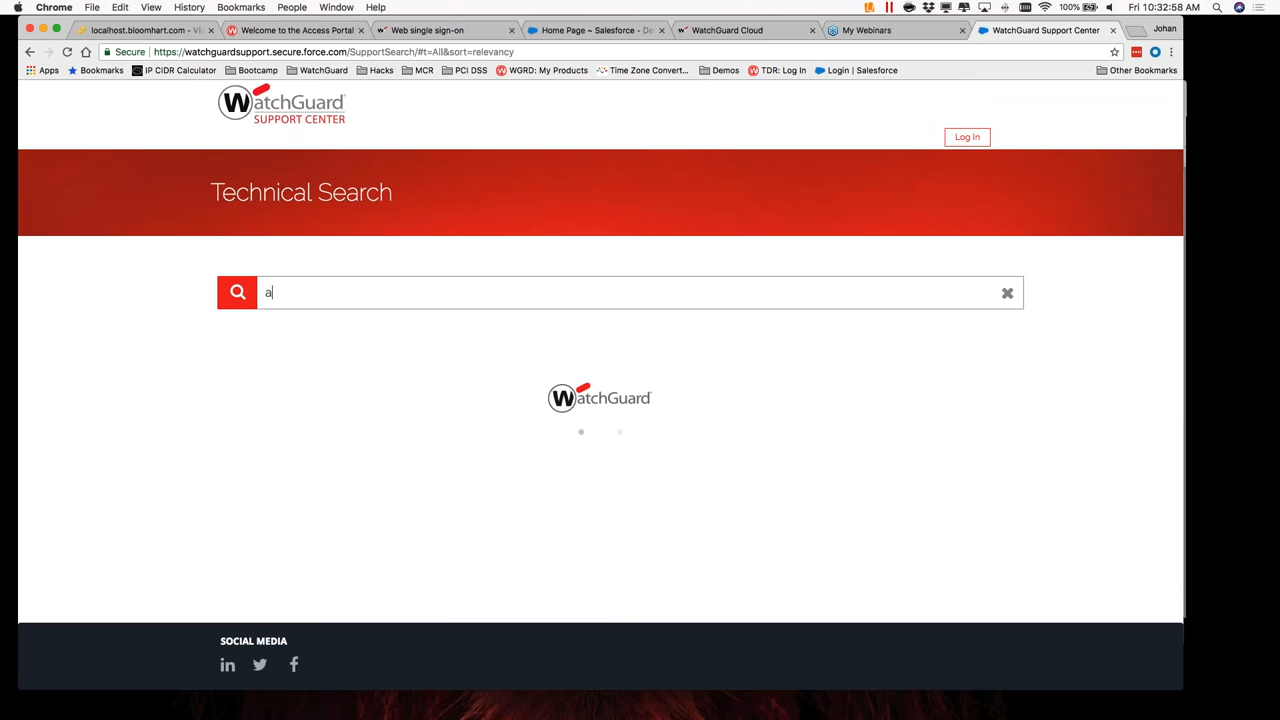 Chrome File Edit View History Bookmarks People Window Help 100% Fri 10:32:58 AM
localhost.bloomhart.com - VM Welcome to the Access Portal Web single sign-on Home Page ~ Salesforce - De WatchGuard Cloud My Webinars WatchGuard Support Center Johan
Secure https://watchguardsupport.secure.force.com/SupportSearch/#t=All&sort=relevancy
Apps Bookmarks IP CIDR Calculator Bootcamp WatchGuard Hacks MCR PCI DSS WGRD: My Products Time Zone Convert... Demos TDR: Log In Login | Salesforce Other Bookmarks
WatchGuard
SUPPORT CENTER
Log In
Technical Search
a
WatchGuard
SOCIAL MEDIA